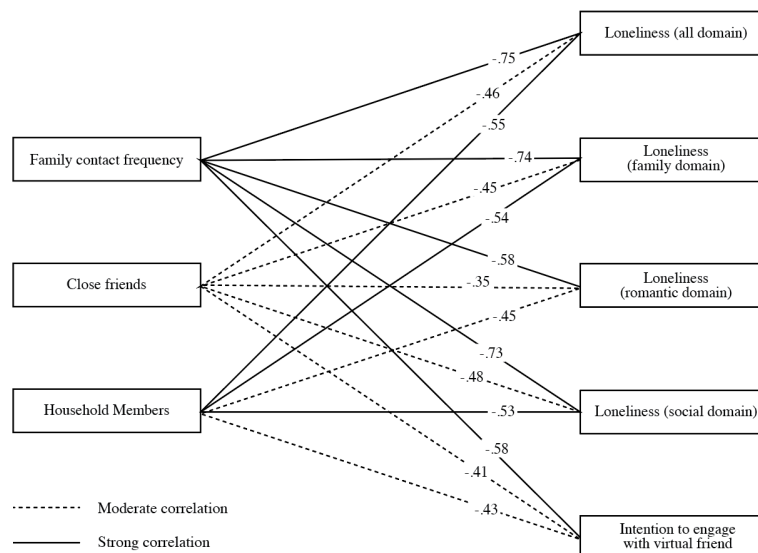 Loneliness (all domain)
-.75
-.46
-.55
Family contact frequency
Loneliness
(family domain)
-.74
-.45
-.54
Close friends
Loneliness
(romantic domain)
-.58
-.35
-.45
Household Members
Loneliness (social domain)
-.73
-.48
-.53
-.58
-.41
-.43
Moderate correlation
Strong correlation
Intention to engage
with virtual friend